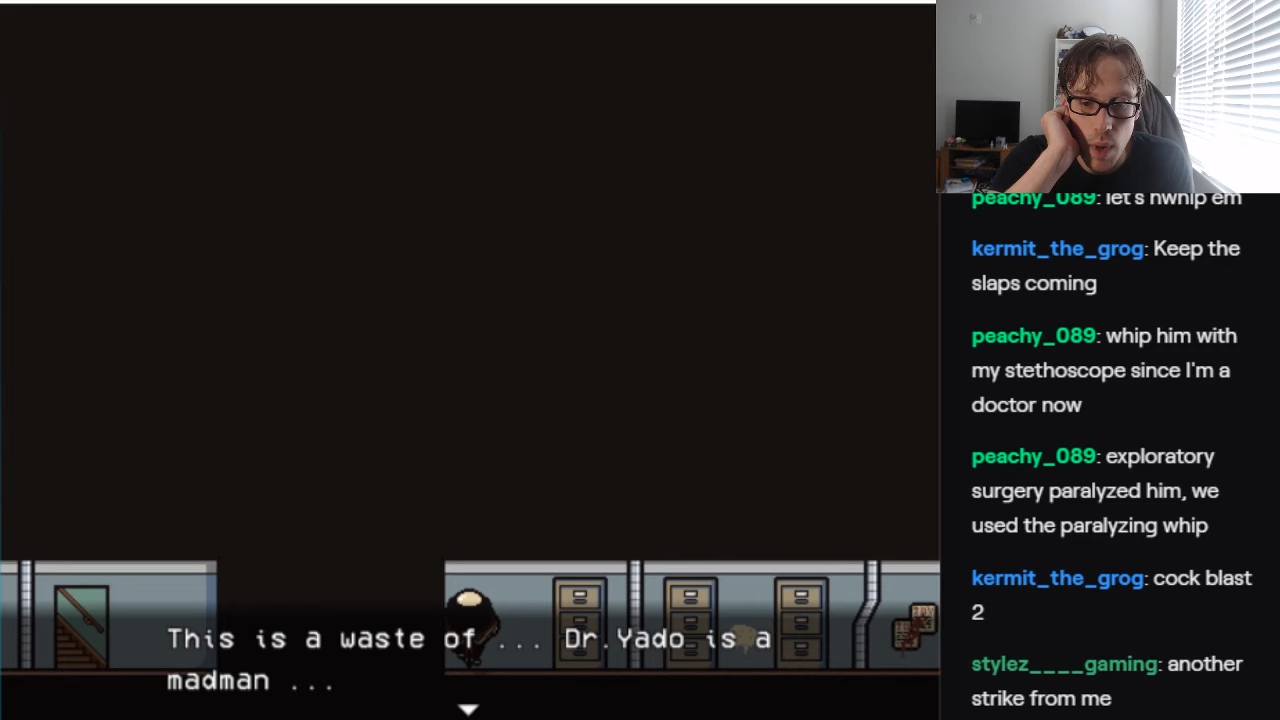 peachy_089: let's hwhip em
kermit_the_grog: Keep the
slaps coming
peachy_089: whip him with
my stethoscope since I'm a
doctor now
peachy_089: exploratory
surgery paralyzed him, we
used the paralyzing whip
kermit_the_grog: cock blast
2
stylez____gaming: another
strike from me
This is a waste of ... Dr.Yado is a
madman ...